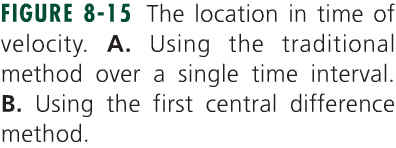 FIGURE 8-15 The location in time of
velocity. A. Using the traditional
method over a single time interval.
B. Using the first central difference
method.